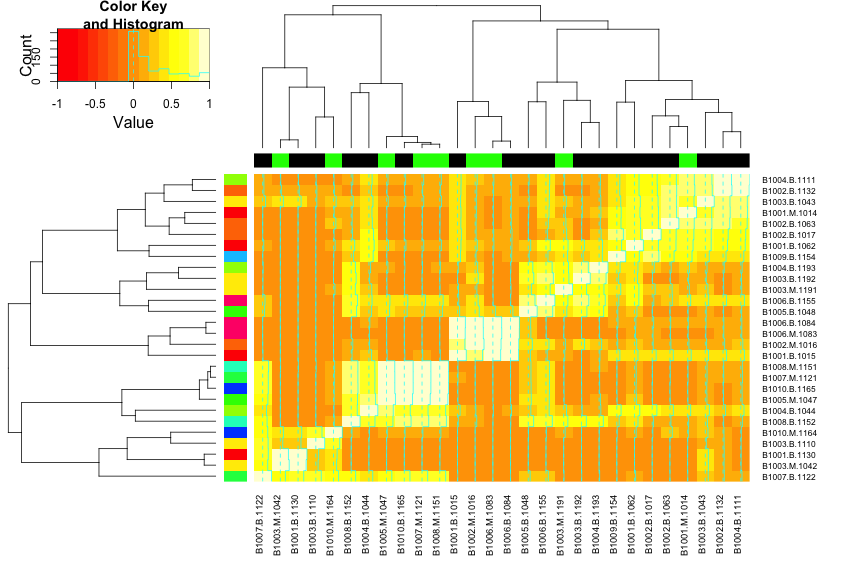 Color Key
and Histogram
Count
0 150
-1 -0.5 0 0.5 1
Value
B1004.B.1111
B1002.B.1132
B1003.B.1043
B1001.M.1014
B1002.B.1063
B1002.B.1017
B1001.B.1062
B1009.B.1154
B1004.B.1193
B1003.B.1192
B1003.M.1191
B1006.B.1155
B1005.B.1048
B1006.B.1084
B1006.M.1083
B1002.M.1016
B1001.B.1015
B1008.M.1151
B1007.M.1121
B1010.B.1165
B1005.M.1047
B1004.B.1044
B1008.B.1152
B1010.M.1164
B1003.B.1110
B1001.B.1130
B1003.M.1042
B1007.B.1122
B1007.B.1122
B1003.M.1042
B1001.B.1130
B1003.B.1110
B1010.M.1164
B1008.B.1152
B1004.B.1044
B1005.M.1047
B1010.B.1165
B1007.M.1121
B1008.M.1151
B1001.B.1015
B1002.M.1016
B1006.M.1083
B1006.B.1084
B1005.B.1048
B1006.B.1155
B1003.M.1191
B1003.B.1192
B1004.B.1193
B1009.B.1154
B1001.B.1062
B1002.B.1017
B1002.B.1063
B1001.M.1014
B1003.B.1043
B1002.B.1132
B1004.B.1111